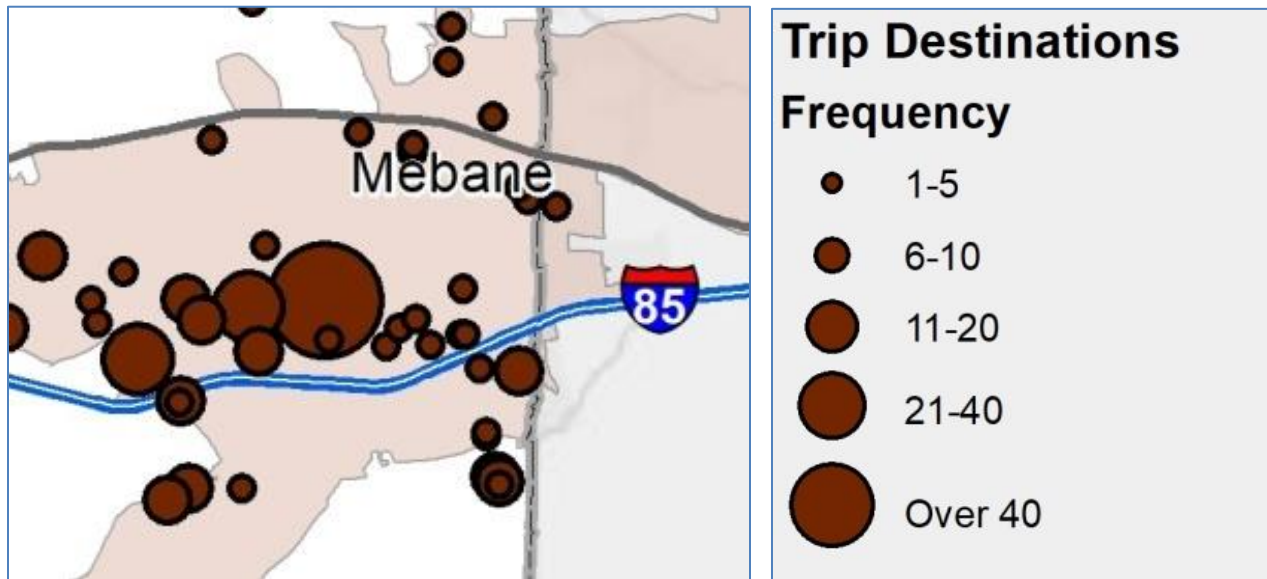 Mebane
85
Trip Destinations
Frequency
1-5
6-10
11-20
21-40
Over 40